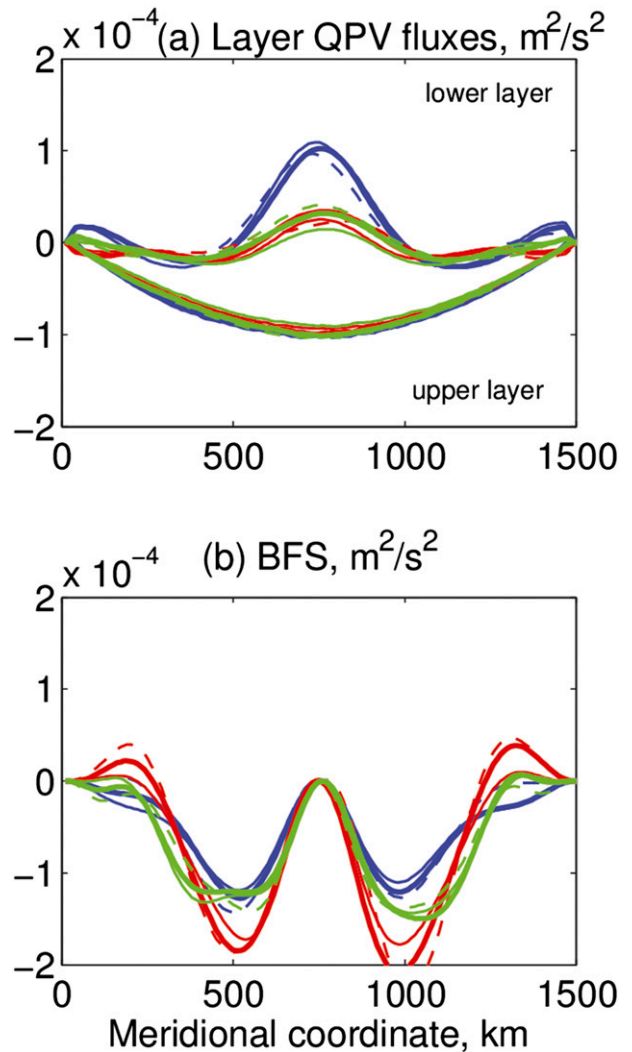 x 10⁻⁴ (a) Layer QPV fluxes, m²/s²
2
lower layer
1
0
−1
upper layer
−2
0 500 1000 1500
x 10⁻⁴ (b) BFS, m²/s²
2
1
0
−1
−2
0 500 1000 1500
Meridional coordinate, km